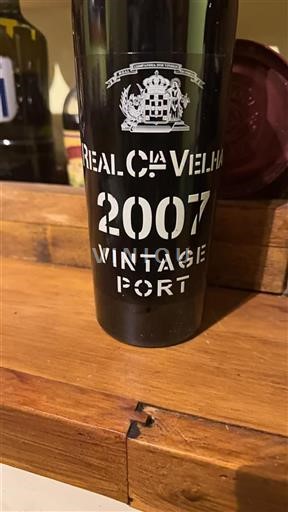 REAL Cᴵᴬ VELHA
2007
VINTAGE
PORT